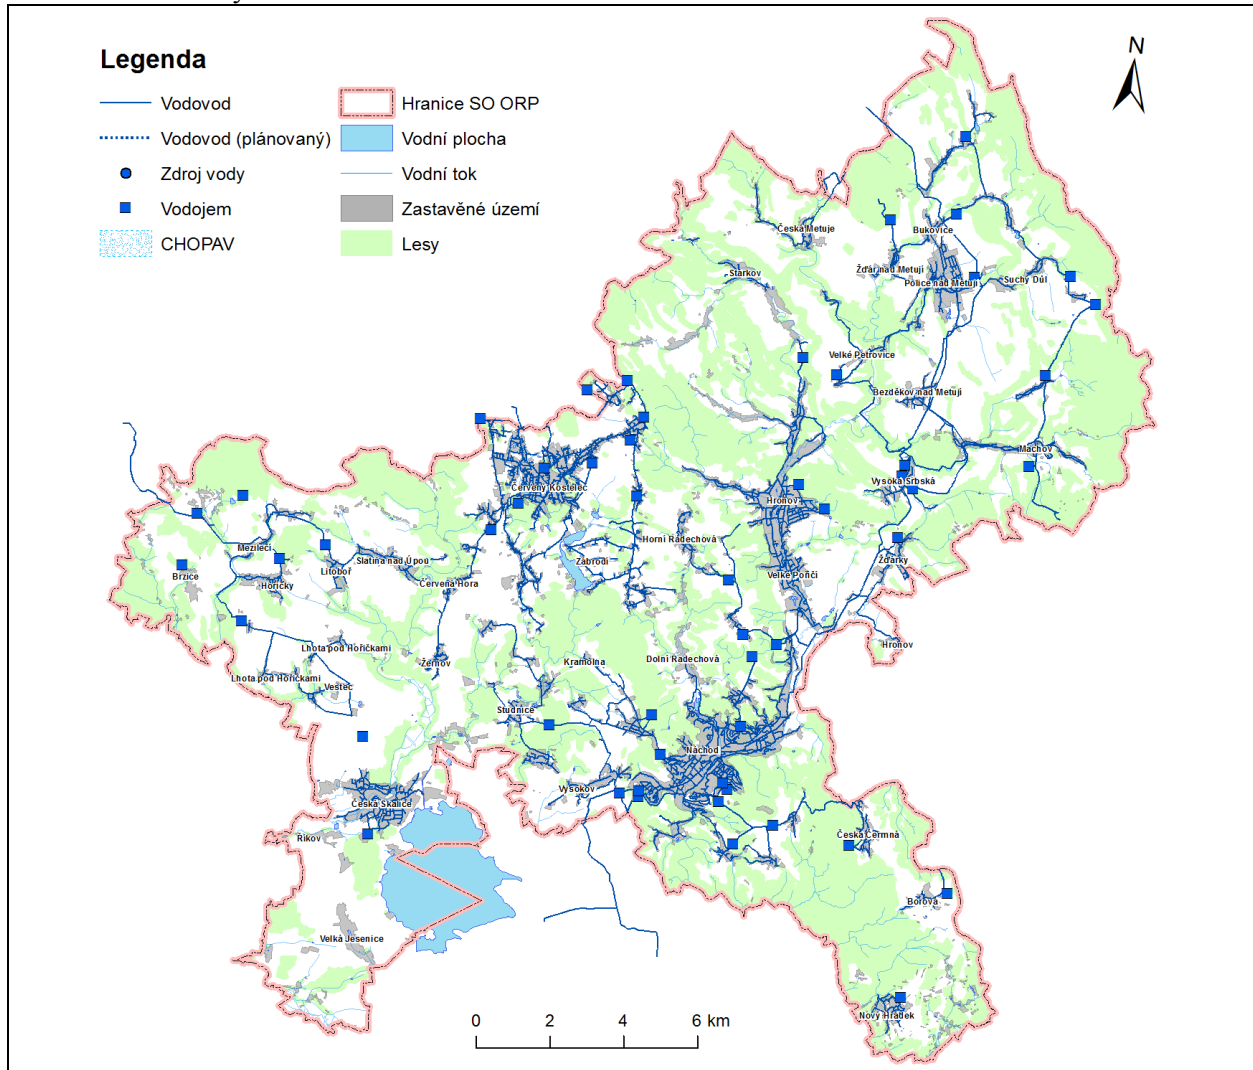 Legenda
Vodovod
Vodovod (plánovaný)
Zdroj vody
Vodojem
CHOPAV
Hranice SO ORP
Vodní plocha
Vodní tok
Zastavěné území
Lesy
N
Česká Metuje
Bukovice
Žďár nad Metují
Stárkov
Police nad Metují
Suchý Důl
Velké Petrovice
Bezděkov nad Metují
Machov
Vysoká Srbská
Červený Kostelec
Hronov
Horní Radechová
Mezilečí
Slatina nad Úpou
Zábrodí
Žďárky
Litoboř
Brzice
Hořičky
Červená Hora
Velké Poříčí
Hronov
Lhota pod Hořičkami
Dolní Radechová
Kramolna
Žernov
Lhota pod Hořičkami
Vestec
Studnice
Náchod
Vysokov
Česká Skalice
Říkov
Česká Čermná
Borová
Velká Jesenice
Nový Hrádek
0 2 4 6 km